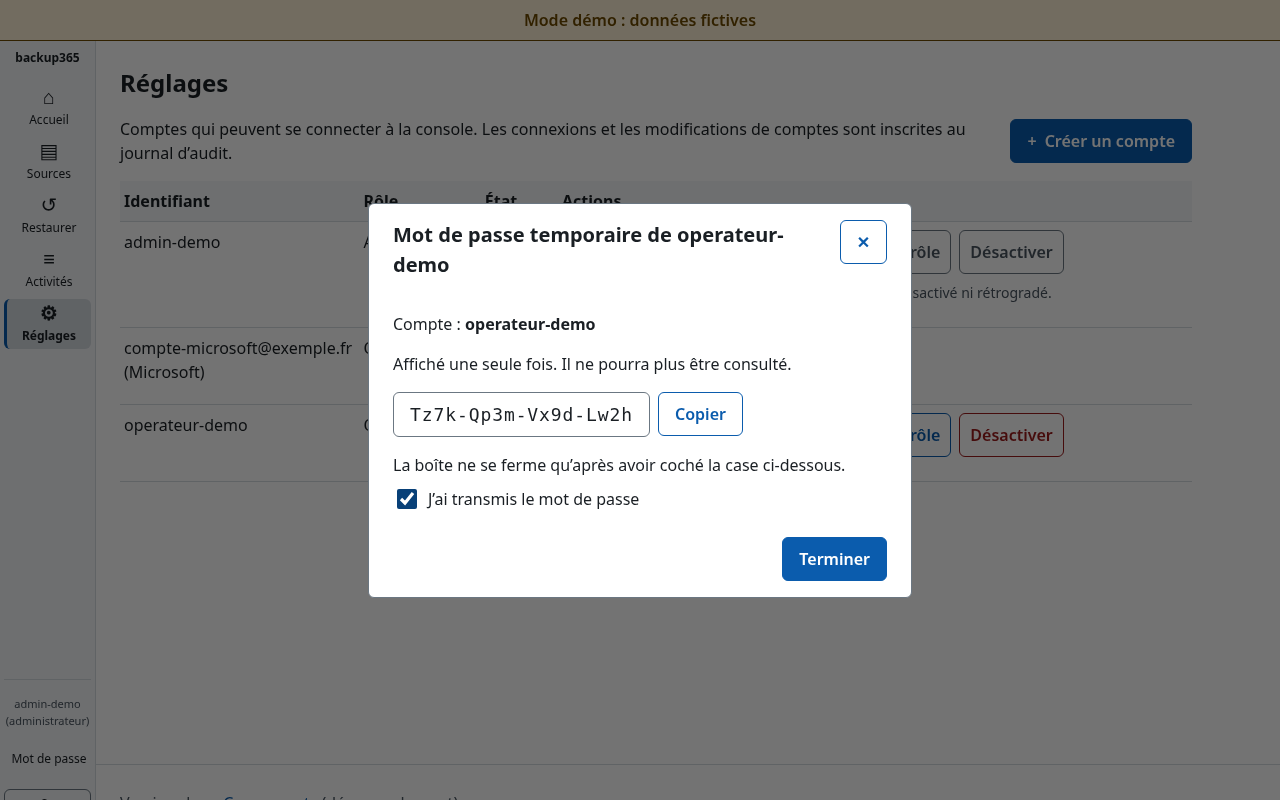 Mode démo : données fictives
backup365
Accueil
Sources
Restaurer
Activités
Réglages
admin-demo
(administrateur)
Mot de passe
Réglages
Comptes qui peuvent se connecter à la console. Les connexions et les modifications de comptes sont inscrites au
journal d’audit.
+ Créer un compte
Identifiant Rôle État Actions
admin-demo
rôle Désactiver
sactivé ni rétrogradé.
compte-microsoft@exemple.fr
(Microsoft)
operateur-demo
rôle Désactiver
Mot de passe temporaire de operateur-
demo
×
Compte : operateur-demo
Affiché une seule fois. Il ne pourra plus être consulté.
Tz7k-Qp3m-Vx9d-Lw2h
Copier
La boîte ne se ferme qu’après avoir coché la case ci-dessous.
J’ai transmis le mot de passe
Terminer